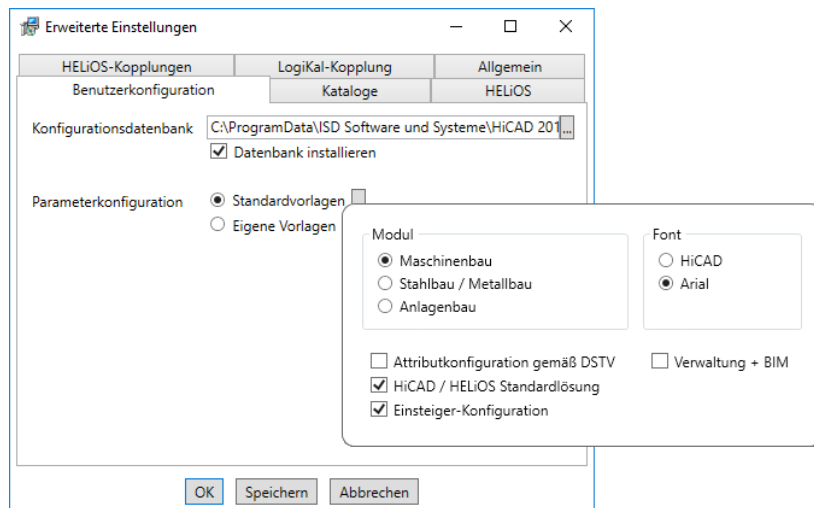 Erweiterte Einstellungen
HELiOS-Kopplungen LogiKal-Kopplung Allgemein
Benutzerkonfiguration Kataloge HELiOS
Konfigurationsdatenbank C:\ProgramData\ISD Software und Systeme\HiCAD 201 ...
Datenbank installieren
Parameterkonfiguration Standardvorlagen
Eigene Vorlagen
Modul Font
Maschinenbau HiCAD
Stahlbau / Metallbau Arial
Anlagenbau
Attributkonfiguration gemäß DSTV Verwaltung + BIM
HiCAD / HELiOS Standardlösung
Einsteiger-Konfiguration
OK Speichern Abbrechen